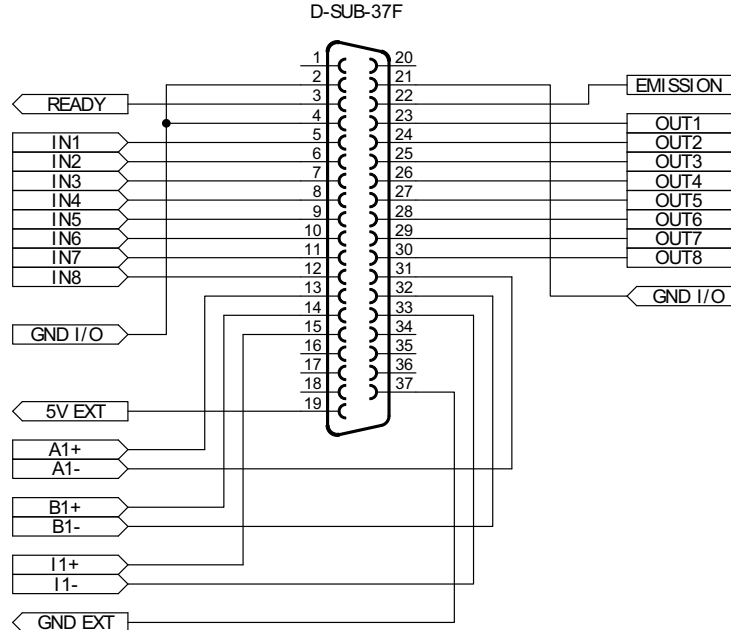 D-SUB-37F
1 20
2 21
3 22
4 23
5 24
6 25
7 26
8 27
9 28
10 29
11 30
12 31
13 32
14 33
15 34
16 35
17 36
18 37
19
READY
IN1
IN2
IN3
IN4
IN5
IN6
IN7
IN8
GND I/O
5V EXT
A1+
A1-
B1+
B1-
I1+
I1-
GND EXT
EMISSION
OUT1
OUT2
OUT3
OUT4
OUT5
OUT6
OUT7
OUT8
GND I/O